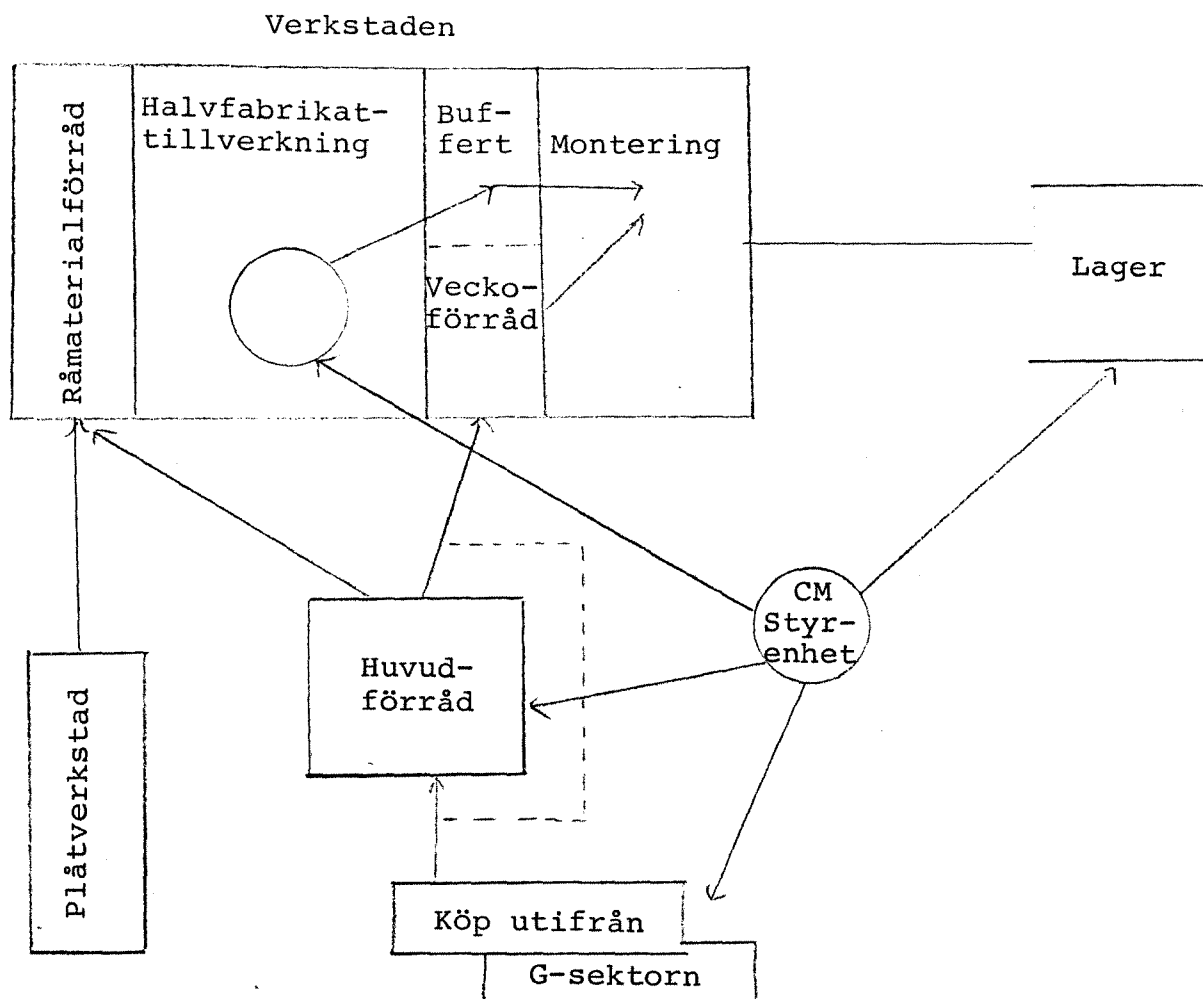 Verkstaden
Råmaterialförråd
Halvfabrikat-
tillverkning
Buf-
fert
Montering
Vecko-
förråd
Lager
CM
Styr-
enhet
Huvud-
förråd
Plåtverkstad
Köp utifrån
G-sektorn